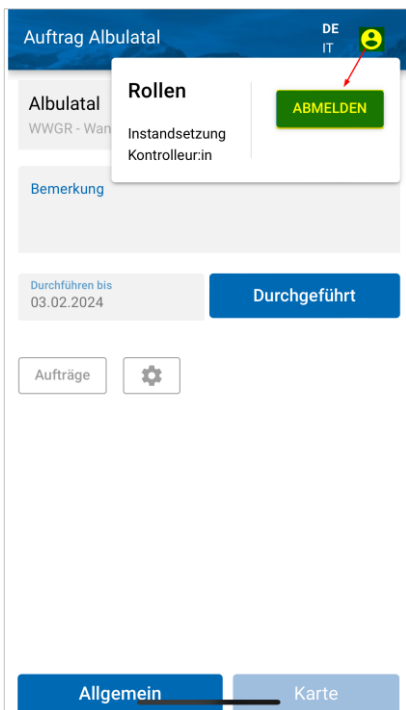 Auftrag Albulatal
DE
IT
Rollen
ABMELDEN
Instandsetzung
Kontrolleur:in
Albulatal
WWGR - Wan
Bemerkung
Durchführen bis
03.02.2024
Durchgeführt
Aufträge
Allgemein
Karte